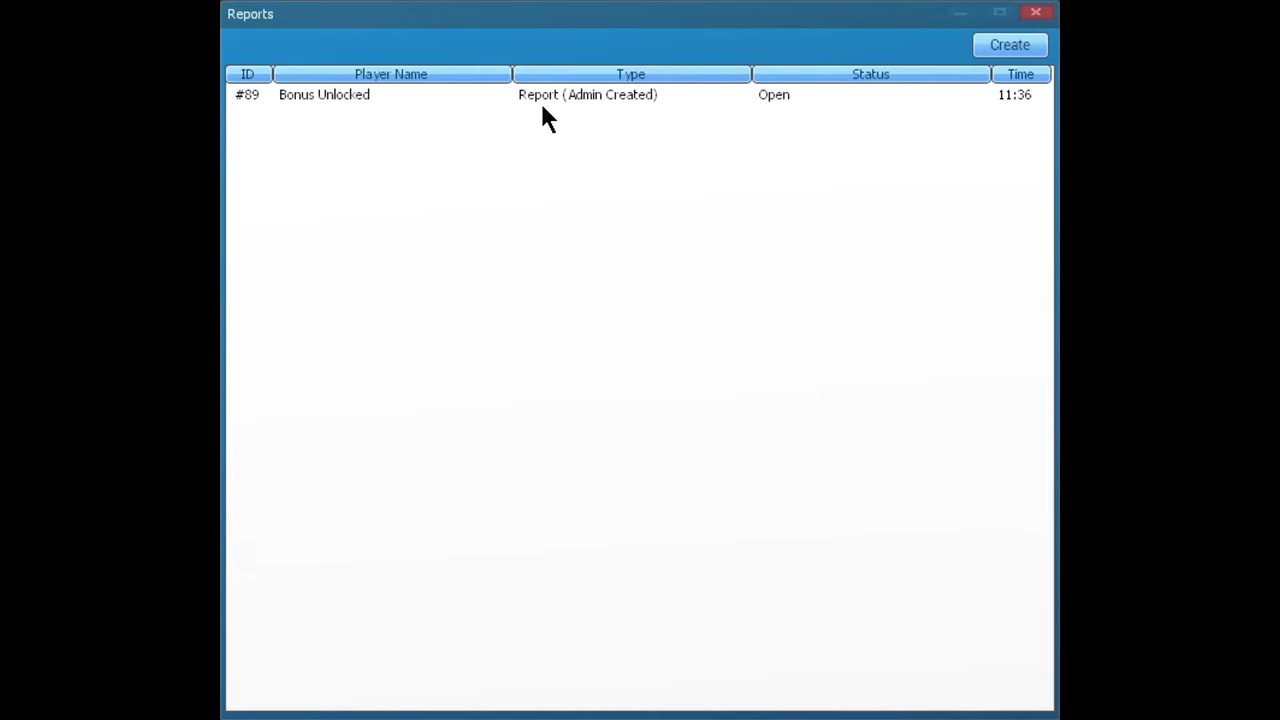 Reports
Create
ID Player Name Type Status Time
#89 Bonus Unlocked Report (Admin Created) Open 11:36